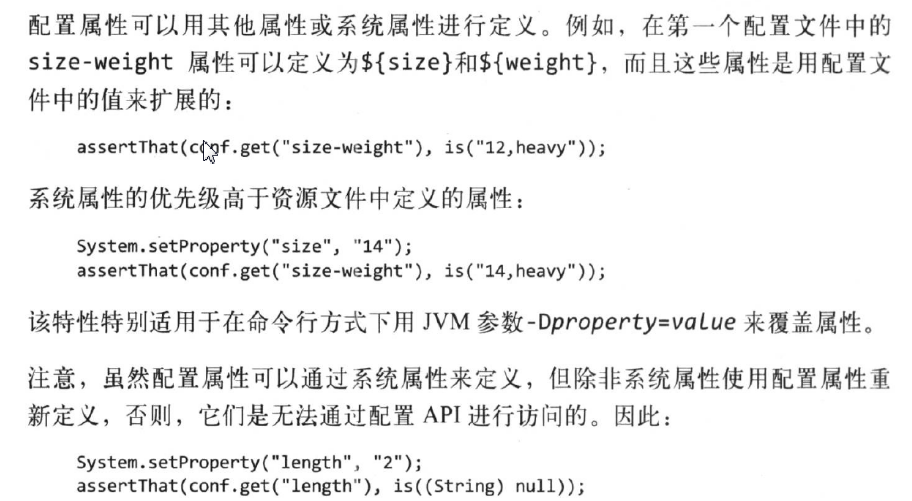 配置属性可以用其他属性或系统属性进行定义。例如，在第一个配置文件中的
size-weight 属性可以定义为${size}和${weight}，而且这些属性是用配置文
件中的值来扩展的：
assertThat(conf.get("size-weight"), is("12,heavy"));
系统属性的优先级高于资源文件中定义的属性：
System.setProperty("size", "14");
assertThat(conf.get("size-weight"), is("14,heavy"));
该特性特别适用于在命令行方式下用 JVM 参数-Dproperty=value 来覆盖属性。
注意，虽然配置属性可以通过系统属性来定义，但除非系统属性使用配置属性重
新定义，否则，它们是无法通过配置 API 进行访问的。因此：
System.setProperty("length", "2");
assertThat(conf.get("length"), is((String) null));